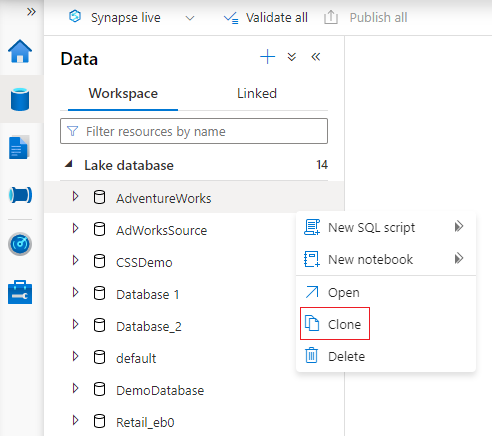 Synapse live Validate all Publish all
Data
Workspace Linked
Filter resources by name
Lake database 14
AdventureWorks
AdWorksSource
CSSDemo
Database 1
Database_2
default
DemoDatabase
Retail_eb0
New SQL script
New notebook
Open
Clone
Delete